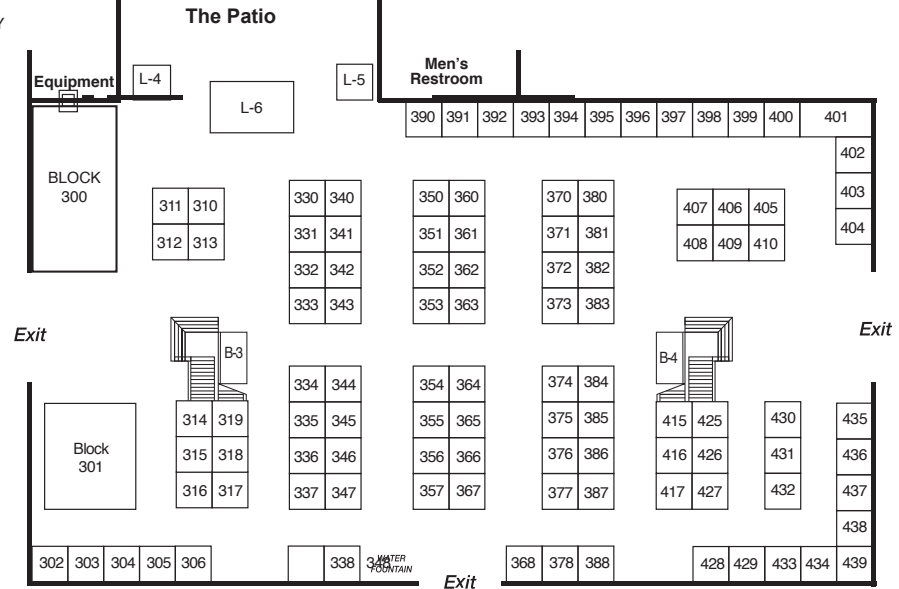 Y
The Patio
Equipment
L-4
L-5
L-6
Men's
Restroom
390 391 392 393 394 395 396 397 398 399 400 401
402
403
404
BLOCK
300
311 310
312 313
330 340
331 341
332 342
333 343
350 360
351 361
352 362
353 363
370 380
371 381
372 382
373 383
407 406 405
408 409 410
Exit
Exit
B-3
B-4
Block
301
314 319
315 318
316 317
334 344
335 345
336 346
337 347
354 364
355 365
356 366
357 367
374 384
375 385
376 386
377 387
415 425
416 426
417 427
430
431
432
435
436
437
438
439
302 303 304 305 306
338 348
WATER
FOUNTAIN
368 378 388
428 429 433 434
Exit